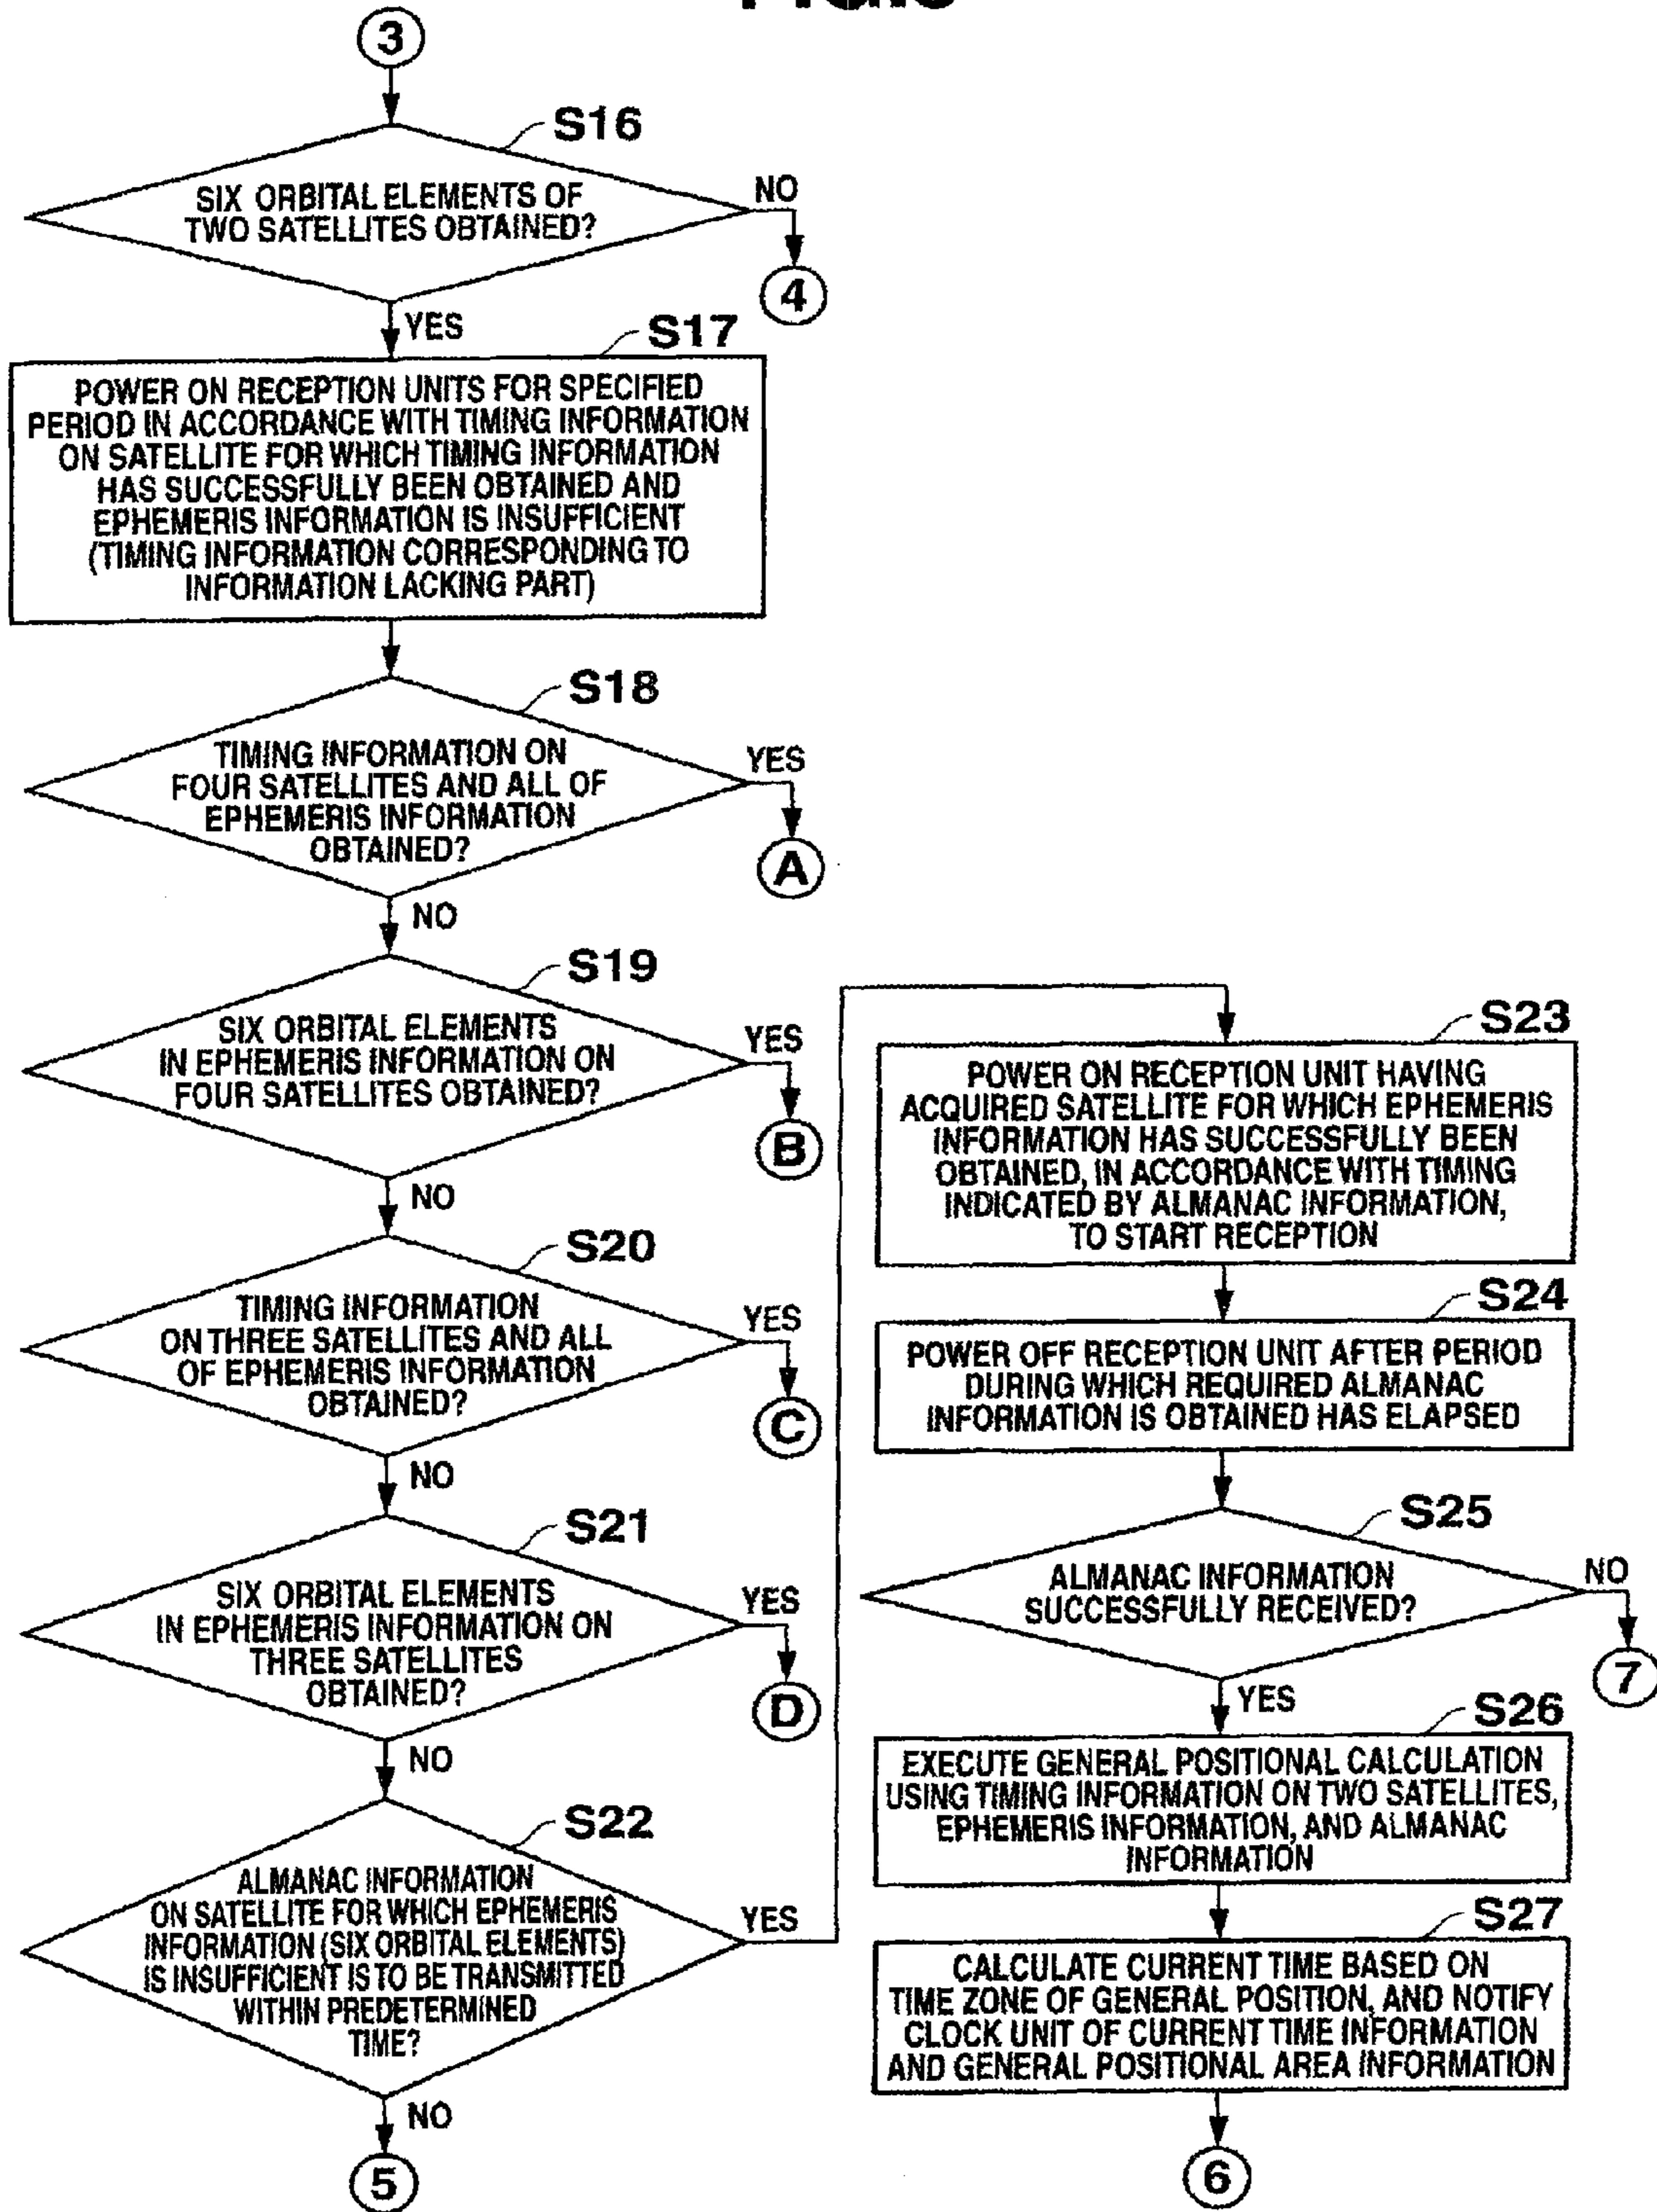 3
S16
SIX ORBITAL ELEMENTS OF
TWO SATELLITES OBTAINED?
NO
4
YES
S17
POWER ON RECEPTION UNITS FOR SPECIFIED
PERIOD IN ACCORDANCE WITH TIMING INFORMATION
ON SATELLITE FOR WHICH TIMING INFORMATION
HAS SUCCESSFULLY BEEN OBTAINED AND
EPHEMERIS INFORMATION IS INSUFFICIENT
(TIMING INFORMATION CORRESPONDING TO
INFORMATION LACKING PART)
S18
TIMING INFORMATION ON
FOUR SATELLITES AND ALL OF
EPHEMERIS INFORMATION
OBTAINED?
YES
A
NO
S19
SIX ORBITAL ELEMENTS
IN EPHEMERIS INFORMATION ON
FOUR SATELLITES OBTAINED?
YES
B
NO
S20
TIMING INFORMATION
ON THREE SATELLITES AND ALL
OF EPHEMERIS INFORMATION
OBTAINED?
YES
C
NO
S21
SIX ORBITAL ELEMENTS
IN EPHEMERIS INFORMATION ON
THREE SATELLITES
OBTAINED?
YES
D
NO
S22
ALMANAC INFORMATION
ON SATELLITE FOR WHICH EPHEMERIS
INFORMATION (SIX ORBITAL ELEMENTS)
IS INSUFFICIENT IS TO BE TRANSMITTED
WITHIN PREDETERMINED
TIME?
YES
NO
5
S23
POWER ON RECEPTION UNIT HAVING
ACQUIRED SATELLITE FOR WHICH EPHEMERIS
INFORMATION HAS SUCCESSFULLY BEEN
OBTAINED, IN ACCORDANCE WITH TIMING
INDICATED BY ALMANAC INFORMATION,
TO START RECEPTION
S24
POWER OFF RECEPTION UNIT AFTER PERIOD
DURING WHICH REQUIRED ALMANAC
INFORMATION IS OBTAINED HAS ELAPSED
S25
ALMANAC INFORMATION
SUCCESSFULLY RECEIVED?
NO
7
YES
S26
EXECUTE GENERAL POSITIONAL CALCULATION
USING TIMING INFORMATION ON TWO SATELLITES,
EPHEMERIS INFORMATION, AND ALMANAC
INFORMATION
S27
CALCULATE CURRENT TIME BASED ON
TIME ZONE OF GENERAL POSITION, AND NOTIFY
CLOCK UNIT OF CURRENT TIME INFORMATION
AND GENERAL POSITIONAL AREA INFORMATION
6